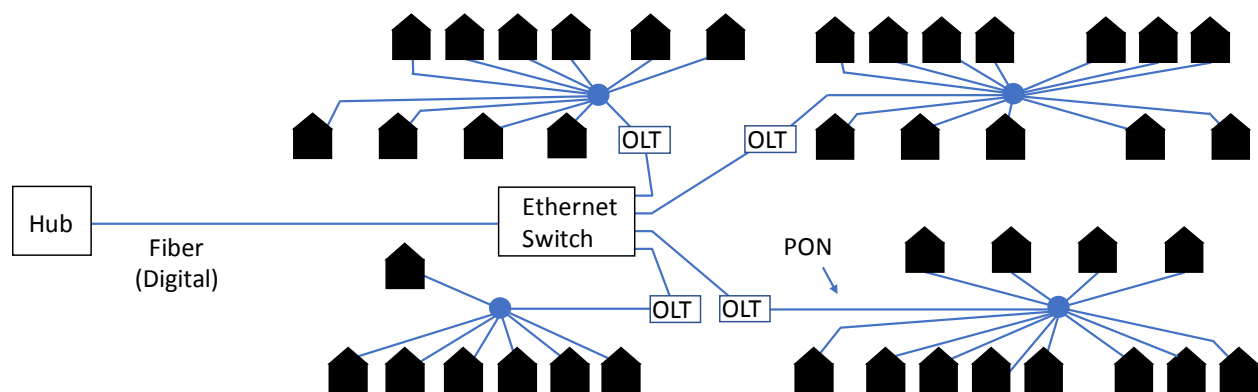 OLT
OLT
Hub
Ethernet
Switch
Fiber
(Digital)
PON
OLT
OLT